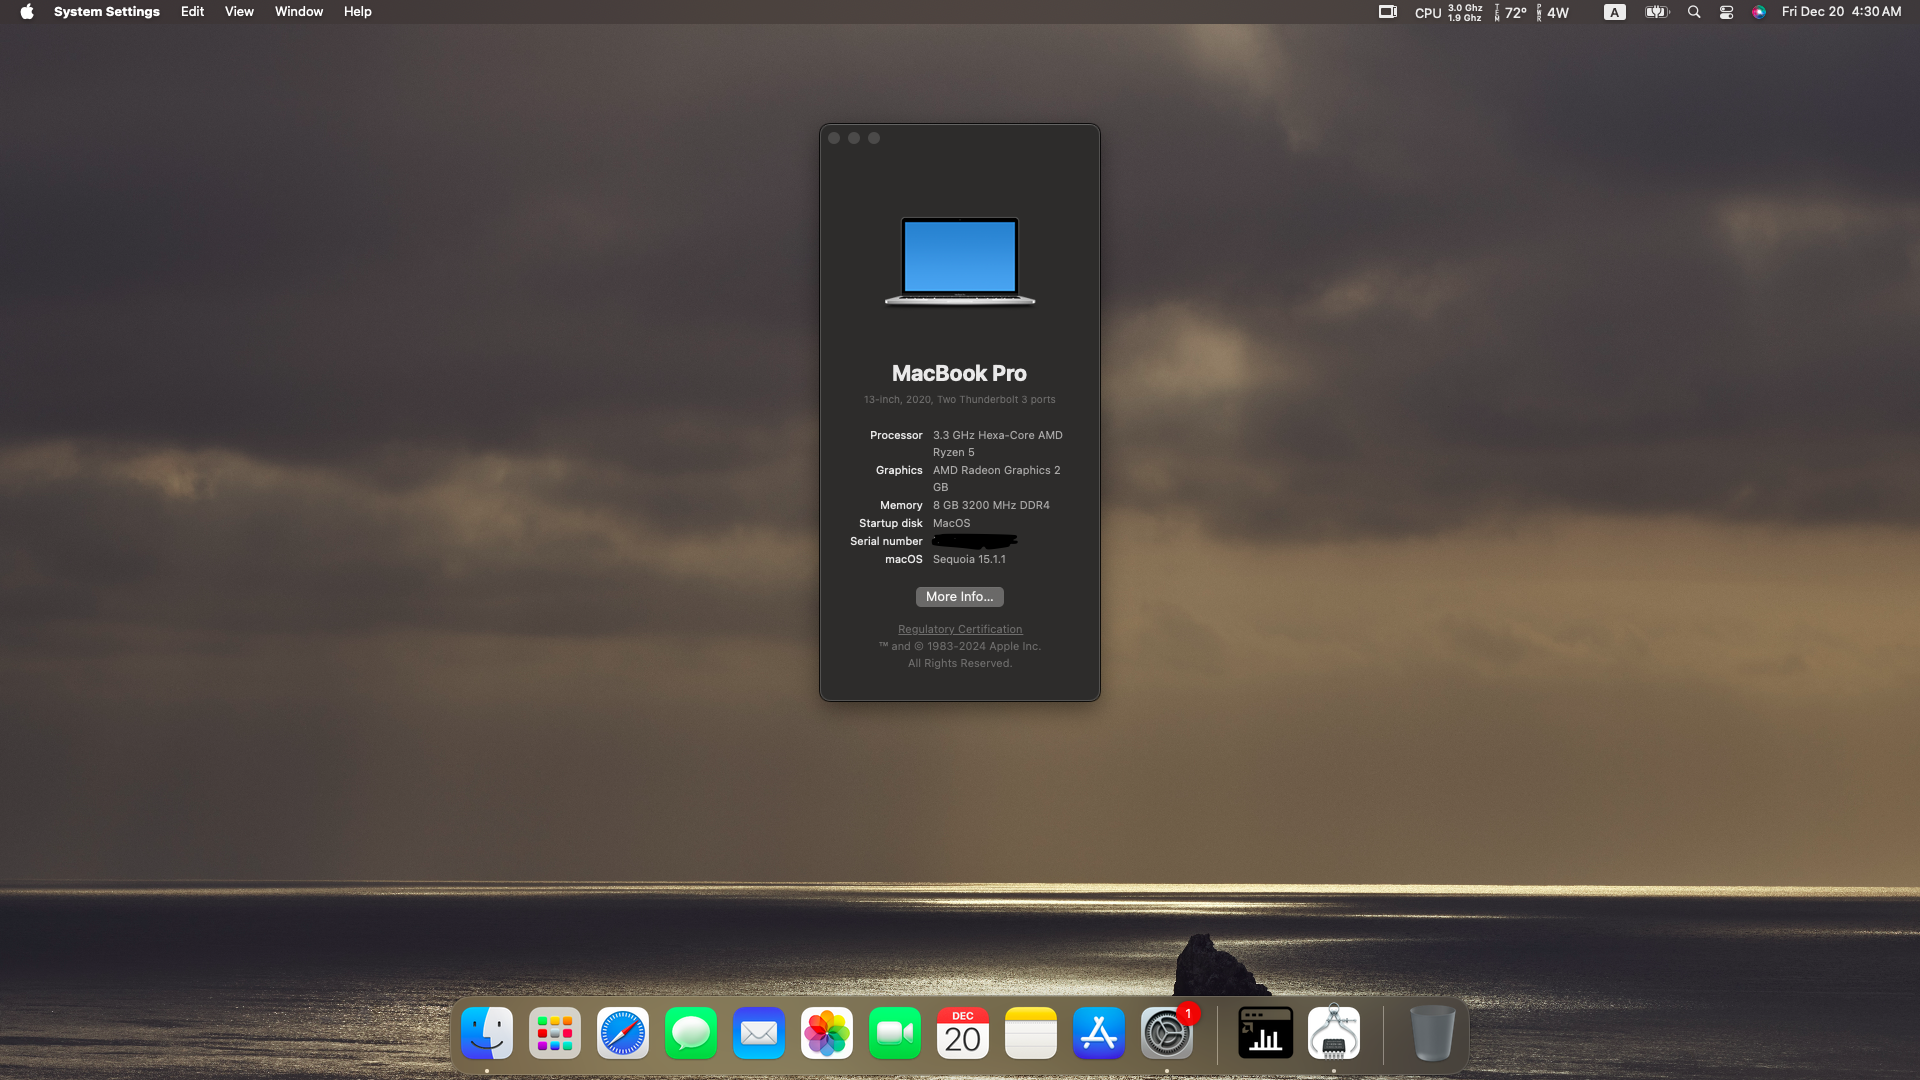 System Settings Edit View Window Help
CPU 3.0 Ghz 1.9 Ghz TEM 72° PWR 4W A Fri Dec 20 4:30 AM
MacBook Pro
13-inch, 2020, Two Thunderbolt 3 ports
Processor 3.3 GHz Hexa-Core AMD
Ryzen 5
Graphics AMD Radeon Graphics 2
GB
Memory 8 GB 3200 MHz DDR4
Startup disk MacOS
Serial number
macOS Sequoia 15.1.1
More Info...
Regulatory Certification
™ and © 1983-2024 Apple Inc.
All Rights Reserved.
DEC
20
1